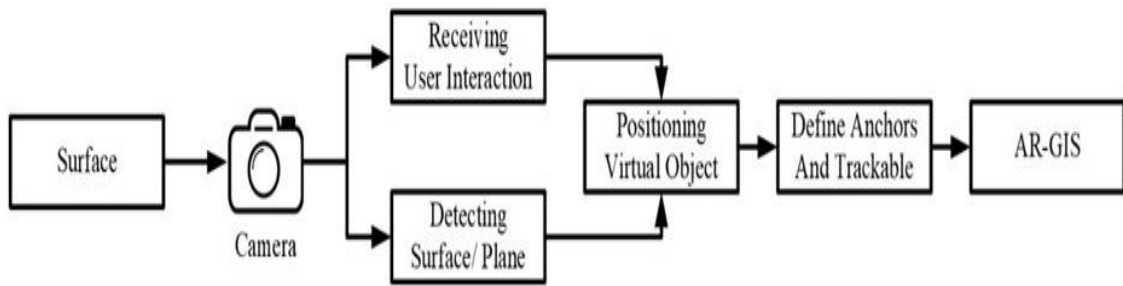 Surface
Camera
Receiving
User Interaction
Detecting
Surface/ Plane
Positioning
Virtual Object
Define Anchors
And Trackable
AR-GIS